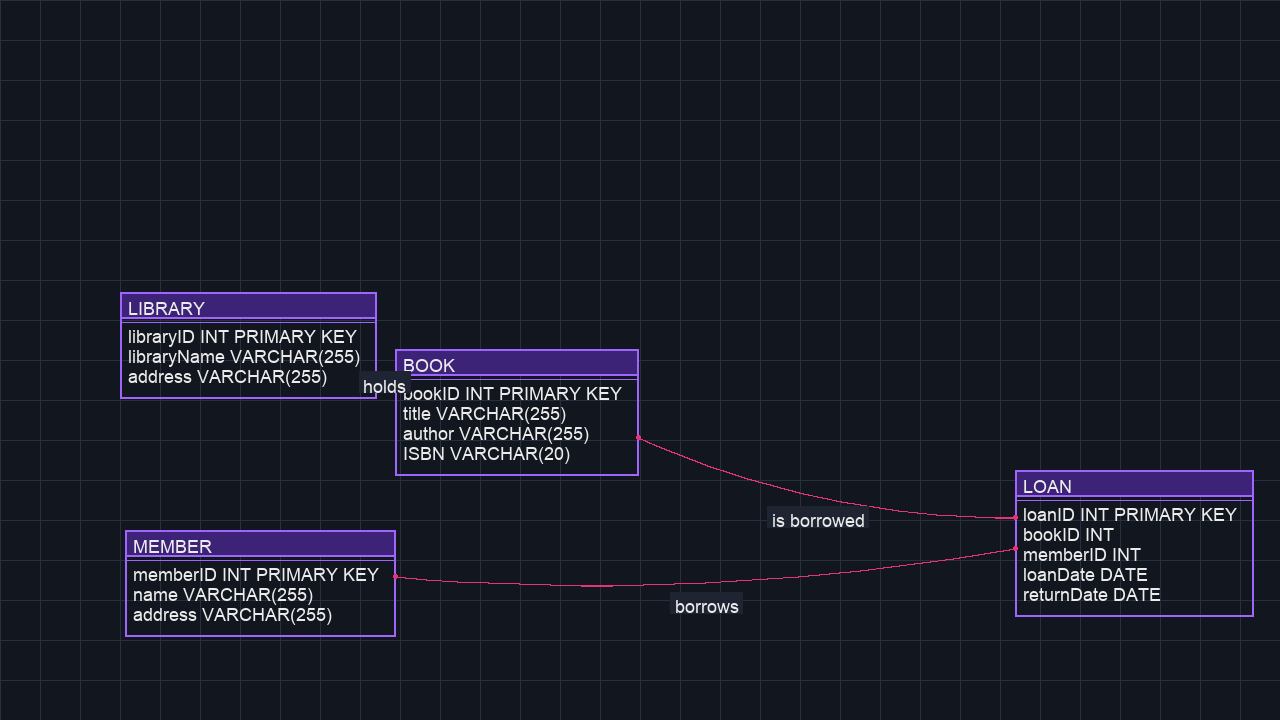 LIBRARY
libraryID INT PRIMARY KEY
libraryName VARCHAR(255)
address VARCHAR(255)
holds
BOOK
bookID INT PRIMARY KEY
title VARCHAR(255)
author VARCHAR(255)
ISBN VARCHAR(20)
is borrowed
LOAN
loanID INT PRIMARY KEY
bookID INT
memberID INT
loanDate DATE
returnDate DATE
MEMBER
memberID INT PRIMARY KEY
name VARCHAR(255)
address VARCHAR(255)
borrows